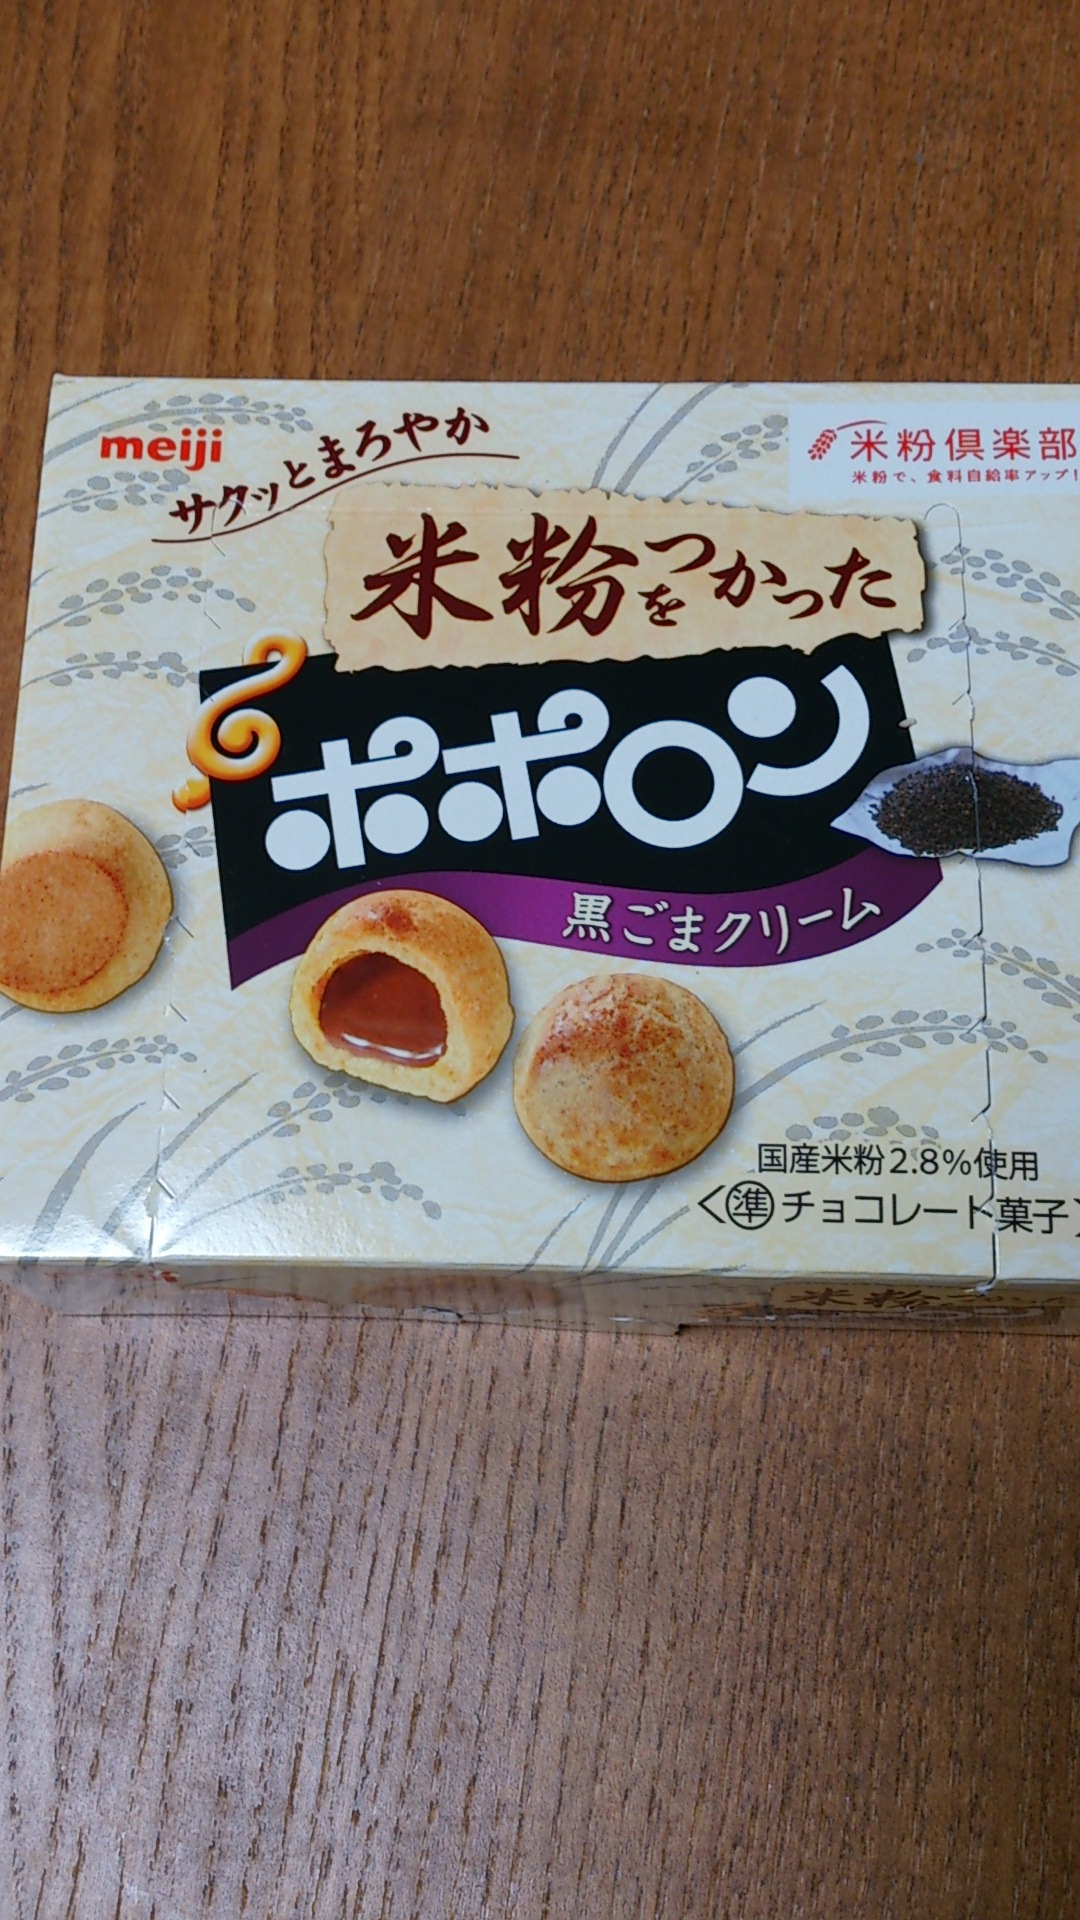 meiji
サクッとまろやか
米粉倶楽部
米粉で、食料自給率アップ!
米粉をつかった
ポポロン
黒ごまクリーム
国産米粉2.8%使用
〈準チョコレート菓子〉
米粉